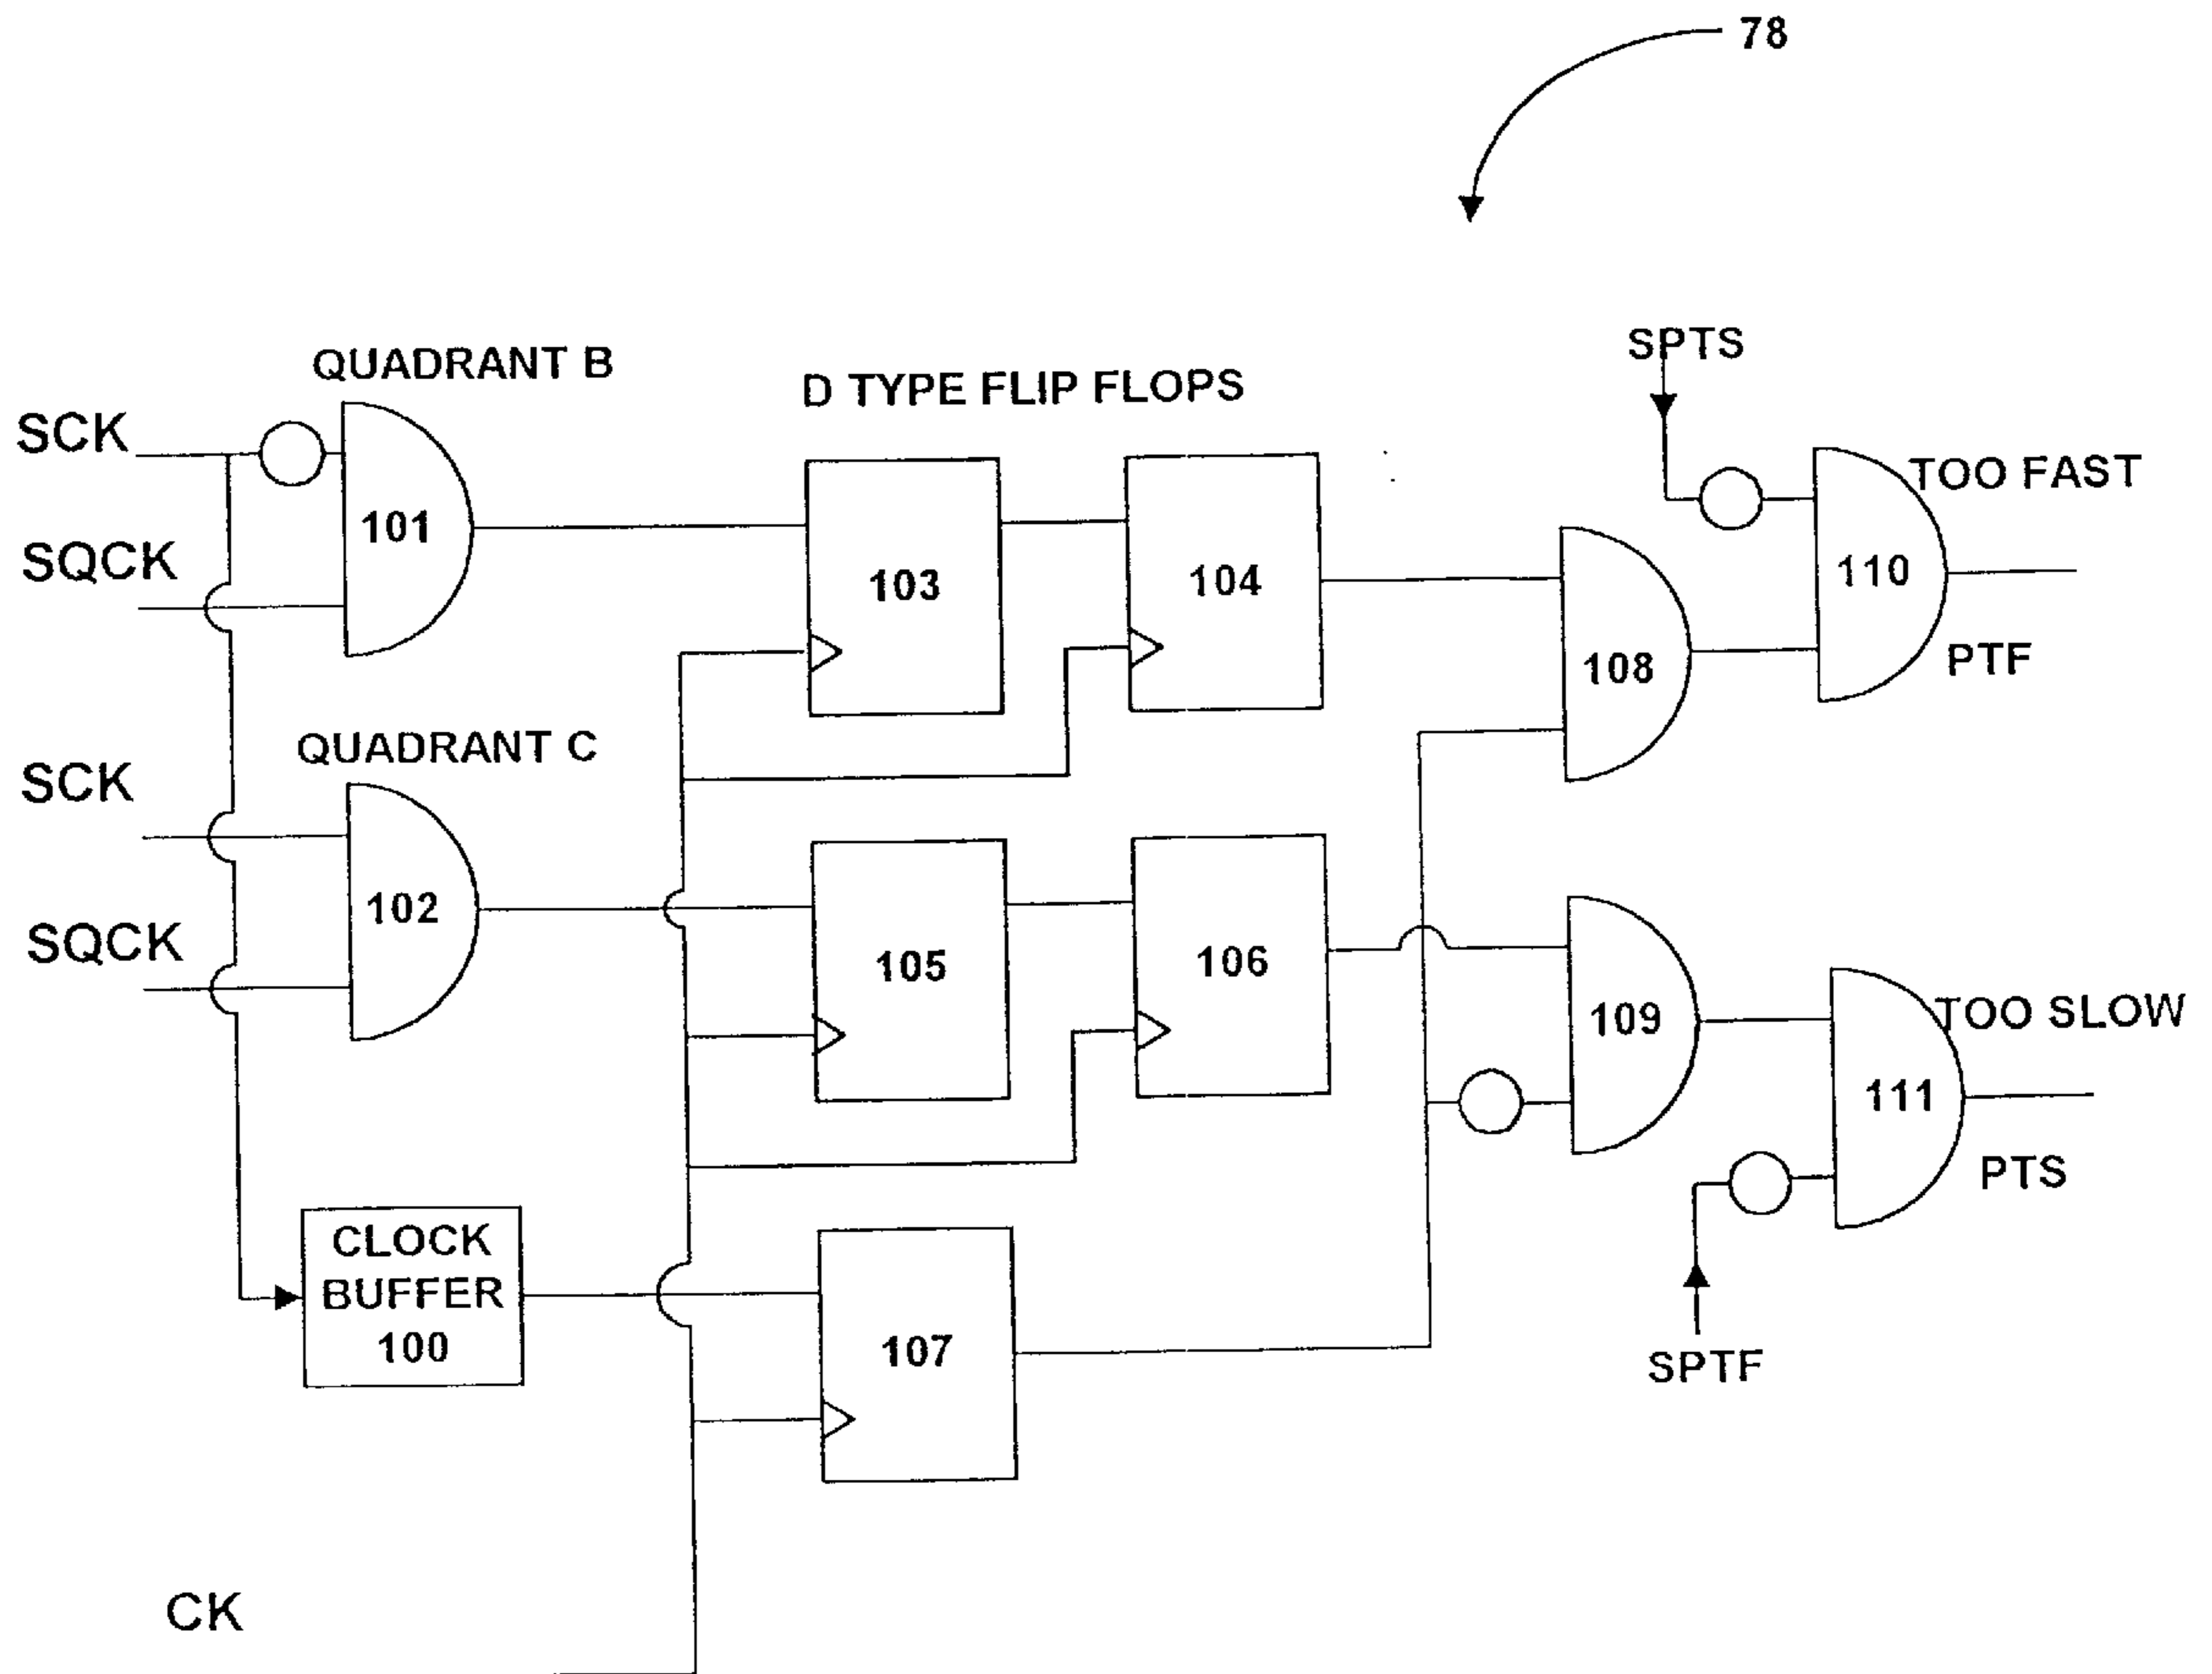 78
SPTS
QUADRANT B
D TYPE FLIP FLOPS
SCK
TOO FAST
101
SQCK
103
104
110
108
PTF
QUADRANT C
SCK
102
105
106
SQCK
109
TOO SLOW
111
PTS
CLOCK
BUFFER
100
107
SPTF
CK